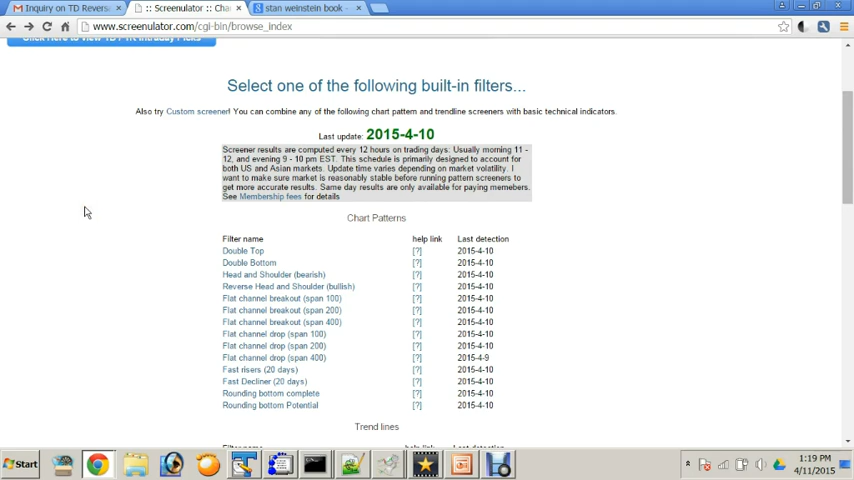 Inquiry on TD Revers
:: Screenulator :: Cha
stan weinstein book -
www.screenulator.com/cgi-bin/browse_index
Select one of the following built-in filters...
Also try Custom screener! You can combine any of the following chart pattern and trendline screeners with basic technical indicators.
Last update: 2015-4-10
Screener results are computed every 12 hours on trading days: Usually morning 11 -
12, and evening 9 - 10 pm EST. This schedule is primarily designed to account for
both US and Asian markets. Update time varies depending on market volatility. I
want to make sure market is reasonably stable before running pattern screeners to
get more accurate results. Same day results are only available for paying memebers.
See Membership fees for details
Chart Patterns
Filter name help link Last detection
Double Top [?] 2015-4-10
Double Bottom [?] 2015-4-10
Head and Shoulder (bearish) [?] 2015-4-10
Reverse Head and Shoulder (bullish) [?] 2015-4-10
Flat channel breakout (span 100) [?] 2015-4-10
Flat channel breakout (span 200) [?] 2015-4-10
Flat channel breakout (span 400) [?] 2015-4-10
Flat channel drop (span 100) [?] 2015-4-10
Flat channel drop (span 200) [?] 2015-4-10
Flat channel drop (span 400) [?] 2015-4-9
Fast risers (20 days) [?] 2015-4-10
Fast Decliner (20 days) [?] 2015-4-10
Rounding bottom complete [?] 2015-4-10
Rounding bottom Potential [?] 2015-4-10
Trend lines
Filter name help link Last detection
Start
1:19 PM
4/11/2015